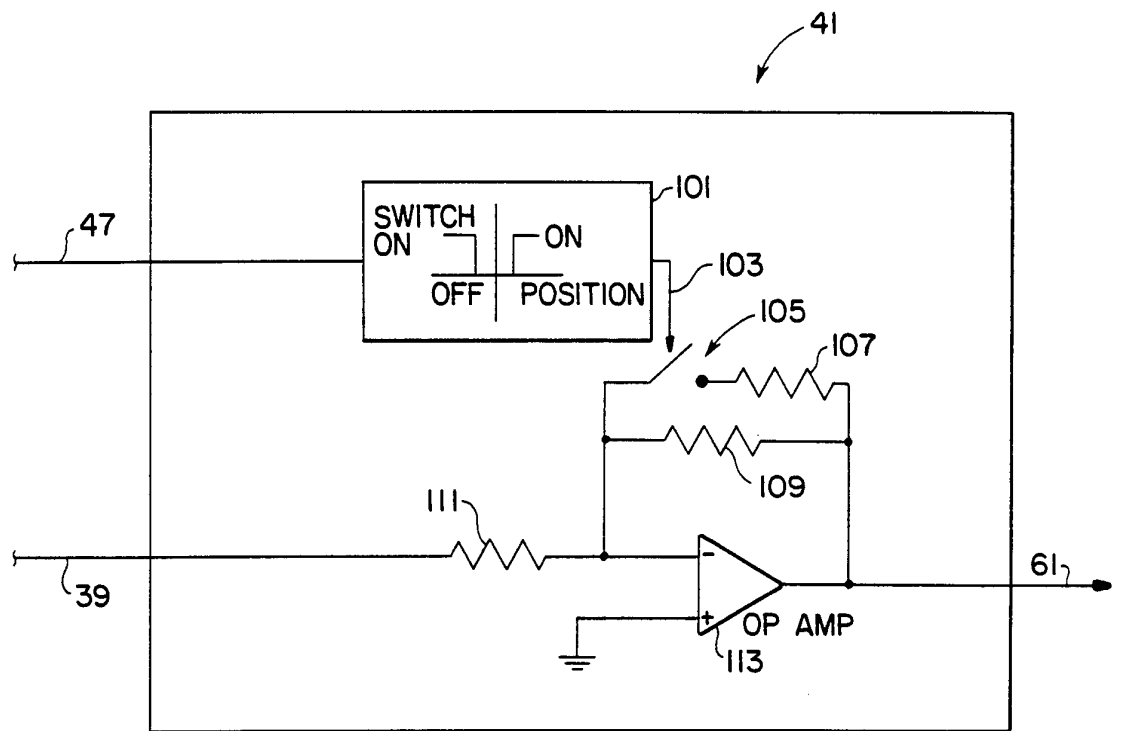 41
101
SWITCH
ON
ON
47
OFF
POSITION
103
105
107
109
111
39
-
+
OP AMP
113
61